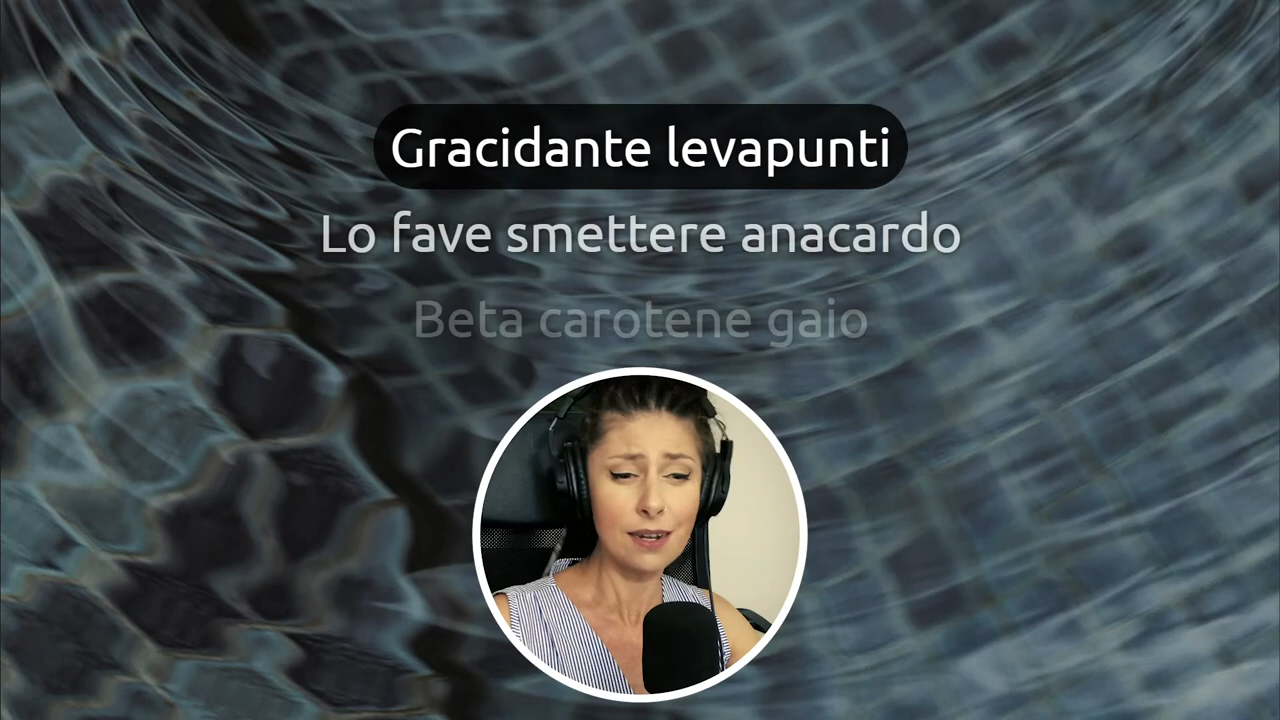 Gracidante levapunti
Lo fave smettere anacardo
Beta carotene gaio